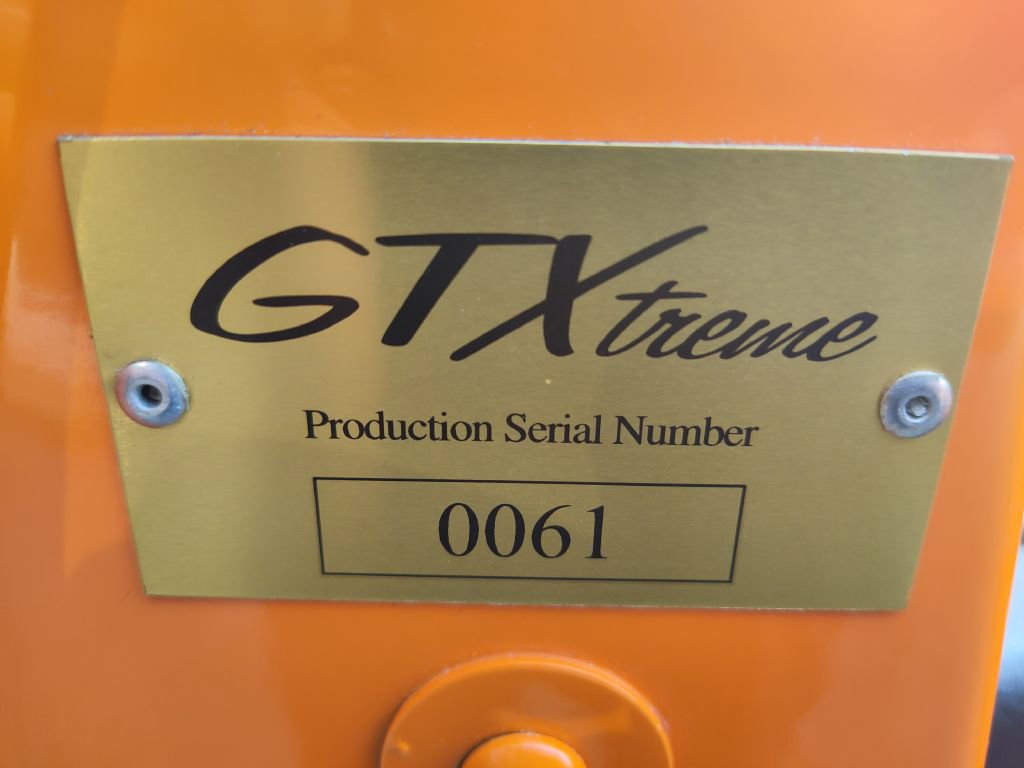 GTXtreme
Production Serial Number
0061